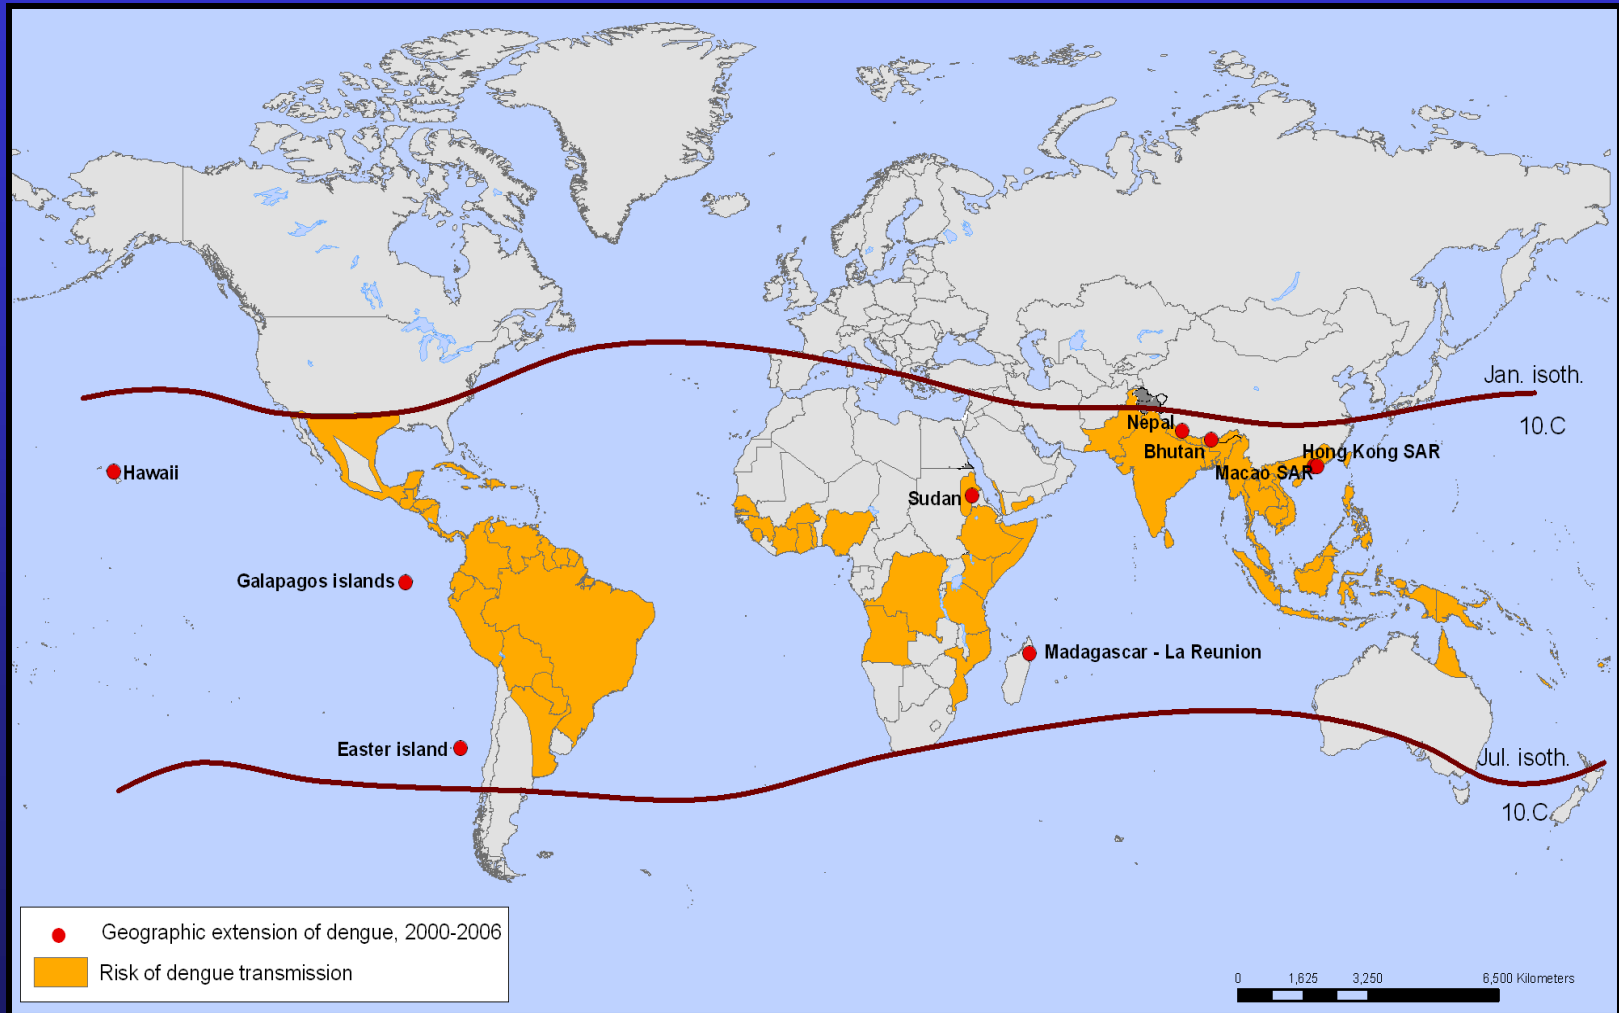 Jan. isoth.
10.C
Nepal
Bhutan
Hong Kong SAR
Macao SAR
Hawaii
Sudan
Galapagos islands
Madagascar - La Reunion
Easter island
Jul. isoth.
10.C
Geographic extension of dengue, 2000-2006
Risk of dengue transmission
0 1,625 3,250 6,500 Kilometers